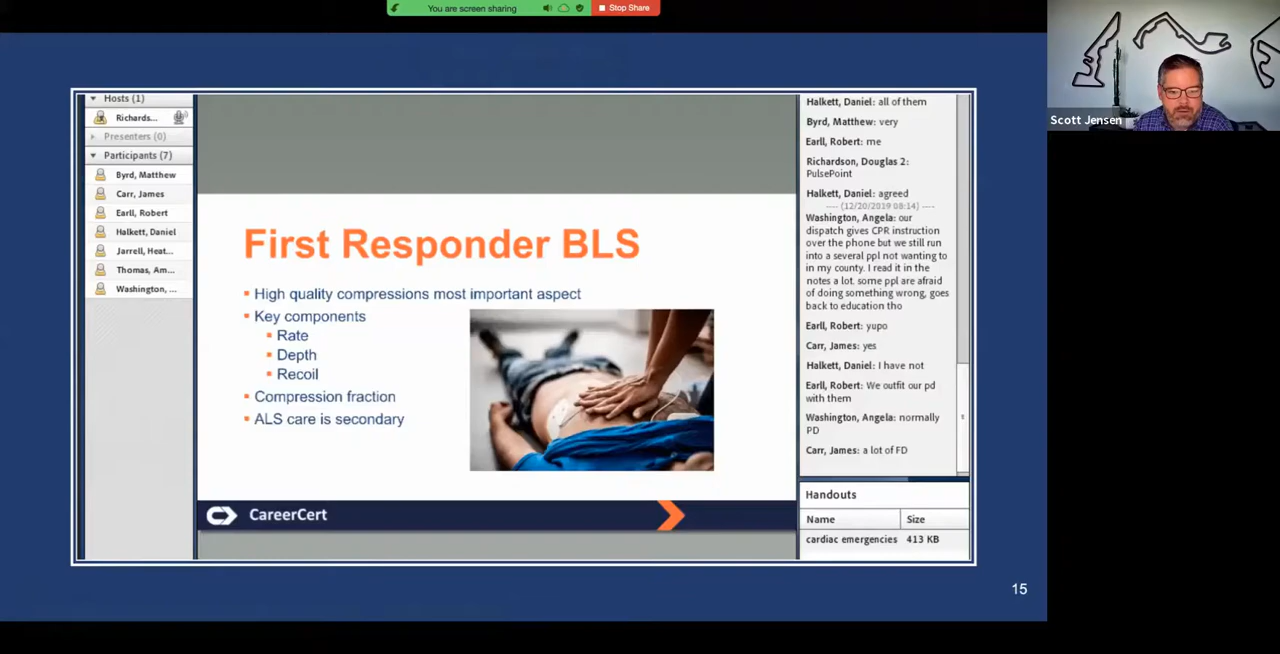 You are screen sharing
Stop Share
Scott Jensen
Hosts (1)
Richards...
Presenters (0)
Participants (7)
Byrd, Matthew
Carr, James
Earll, Robert
Halkett, Daniel
Jarrell, Heat...
Thomas, Am...
Washington, ...
First Responder BLS
High quality compressions most important aspect
Key components
Rate
Depth
Recoil
Compression fraction
ALS care is secondary
CareerCert
Halkett, Daniel: all of them
Byrd, Matthew: very
Earll, Robert: me
Richardson, Douglas 2:
PulsePoint
Halkett, Daniel: agreed
---- (12/20/2019 08:14) ----
Washington, Angela: our
dispatch gives CPR instruction
over the phone but we still run
into a several ppl not wanting to
in my county. I read it in the
notes a lot. some ppl are afraid
of doing something wrong, goes
back to education tho
Earll, Robert: yupo
Carr, James: yes
Halkett, Daniel: I have not
Earll, Robert: We outfit our pd
with them
Washington, Angela: normally
PD
Carr, James: a lot of FD
Handouts
Name Size
cardiac emergencies 413 KB
15